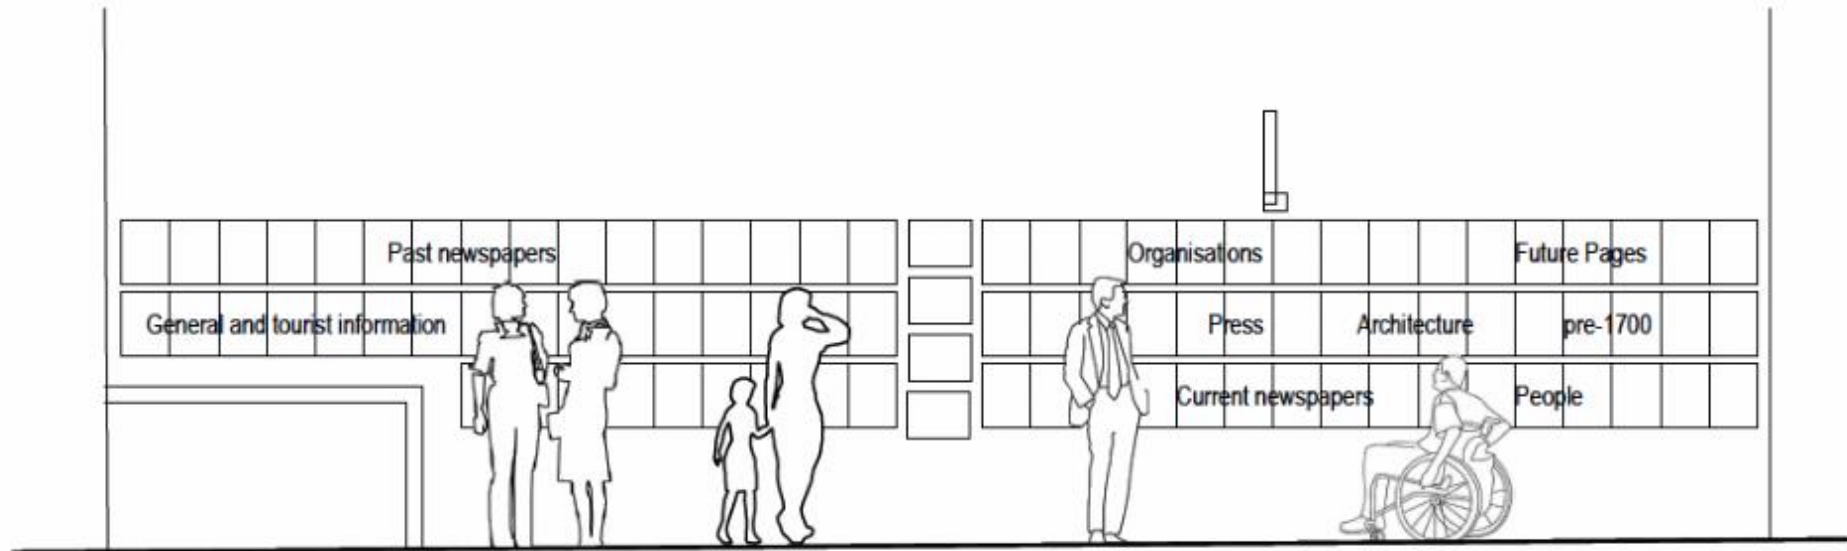 Past newspapers
General and tourist information
Organisations
Future Pages
Press
Architecture
pre-1700
Current newspapers
People